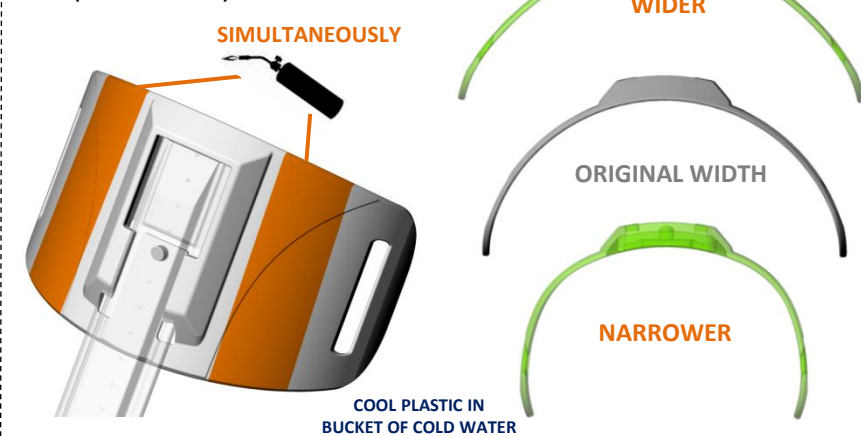 WIDER
SIMULTANEOUSLY
ORIGINAL WIDTH
NARROWER
COOL PLASTIC IN
BUCKET OF COLD WATER